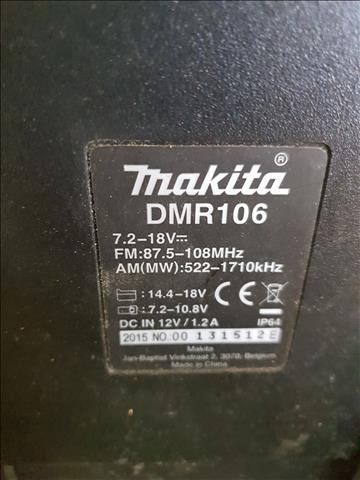 makita®
DMR106
7.2–18V⎓
FM:87.5–108MHz
AM(MW):522–1710kHz
:14.4–18V
:7.2–10.8V
CE
DC IN 12V/1.2A IP64
2015 NO.:00 131512 E
Makita
Jan-Baptist Vinkstraat 2, 3070, Belgium
Made in China